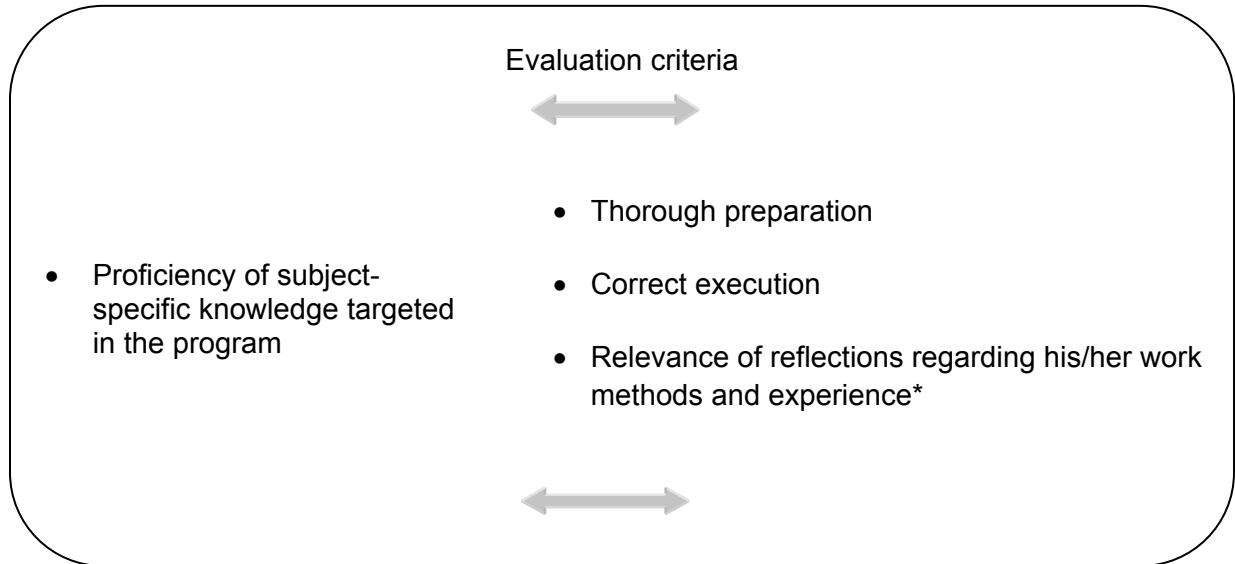 Evaluation criteria
• Proficiency of subject-
specific knowledge targeted
in the program
• Thorough preparation
• Correct execution
• Relevance of reflections regarding his/her work
methods and experience*